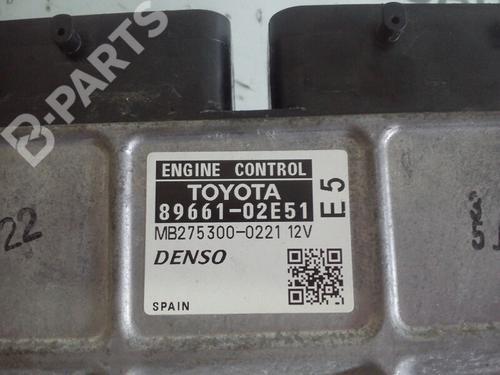 B-PARTS
ENGINE CONTROL
TOYOTA
89661-02E51
E5
MB275300-0221 12V
DENSO
SPAIN
22